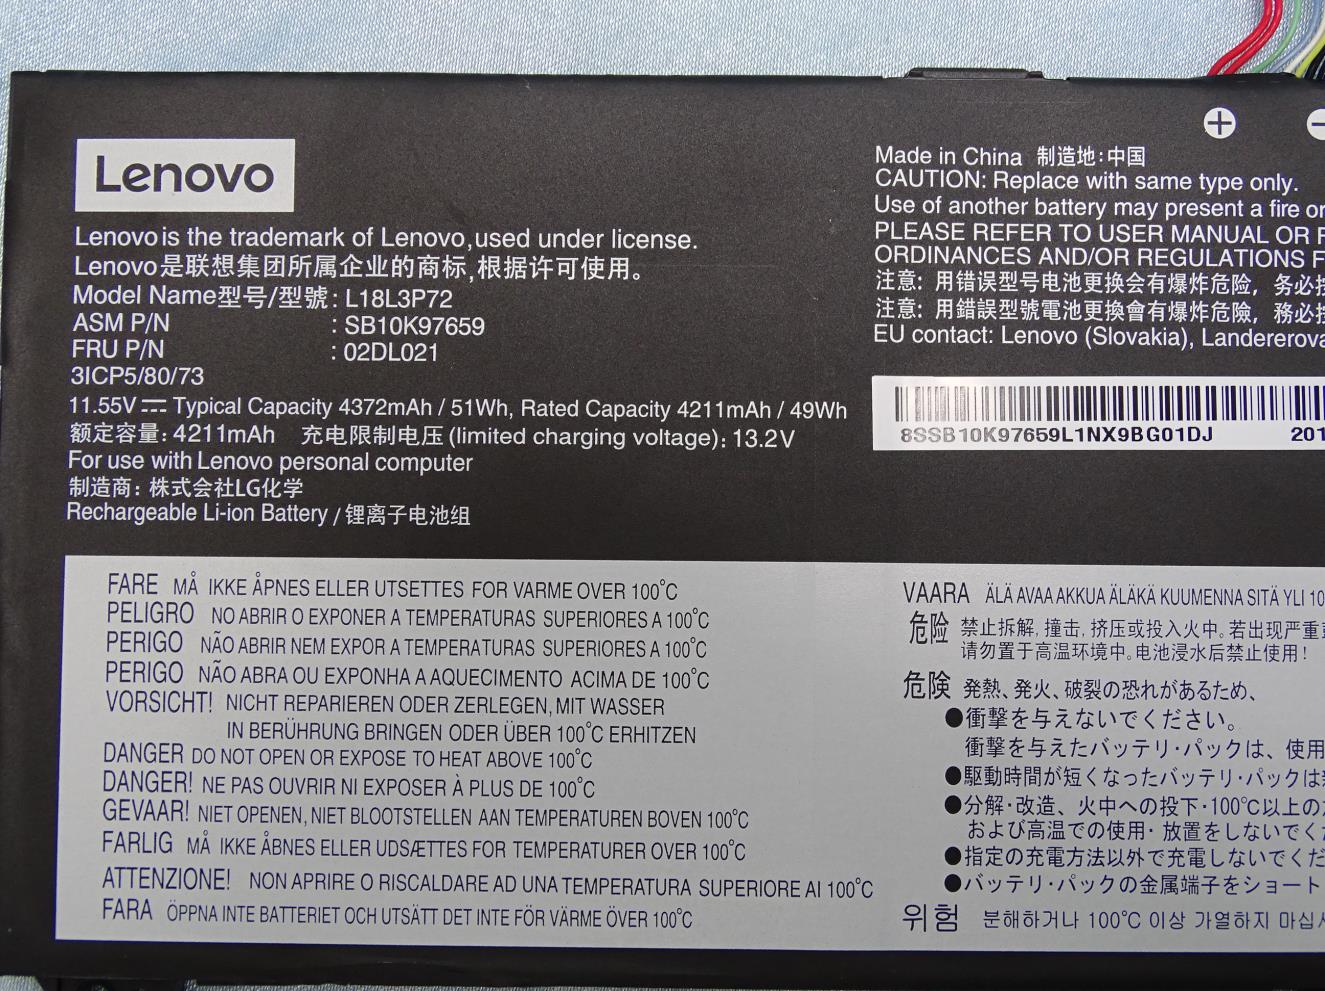 Lenovo
Lenovo is the trademark of Lenovo,used under license.
Lenovo是联想集团所属企业的商标,根据许可使用。
Model Name型号/型號: L18L3P72
ASM P/N : SB10K97659
FRU P/N : 02DL021
3ICP5/80/73
11.55V⎓ Typical Capacity 4372mAh / 51Wh, Rated Capacity 4211mAh / 49Wh
额定容量: 4211mAh 充电限制电压 (limited charging voltage): 13.2V
For use with Lenovo personal computer
制造商: 株式会社LG化学
Rechargeable Li-ion Battery / 锂离子电池组
Made in China 制造地:中国
CAUTION: Replace with same type only.
Use of another battery may present a fire or
PLEASE REFER TO USER MANUAL OR
ORDINANCES AND/OR REGULATIONS
注意: 用错误型号电池更换会有爆炸危险, 务必
注意: 用錯誤型號電池更換會有爆炸危險, 務必
EU contact: Lenovo (Slovakia), Landererova
8SSB10K97659L1NX9BG01DJ 201
FARE MÅ IKKE ÅPNES ELLER UTSETTES FOR VARME OVER 100°C
PELIGRO NO ABRIR O EXPONER A TEMPERATURAS SUPERIORES A 100°C
PERIGO NÃO ABRIR NEM EXPOR A TEMPERATURAS SUPERIORES A 100°C
PERIGO NÃO ABRA OU EXPONHA A AQUECIMENTO ACIMA DE 100°C
VORSICHT! NICHT REPARIEREN ODER ZERLEGEN, MIT WASSER
IN BERÜHRUNG BRINGEN ODER ÜBER 100°C ERHITZEN
DANGER DO NOT OPEN OR EXPOSE TO HEAT ABOVE 100°C
DANGER! NE PAS OUVRIR NI EXPOSER À PLUS DE 100°C
GEVAAR! NIET OPENEN, NIET BLOOTSTELLEN AAN TEMPERATUREN BOVEN 100°C
FARLIG MÅ IKKE ÅBNES ELLER UDSÆTTES FOR TEMPERATURER OVER 100°C
ATTENZIONE! NON APRIRE O RISCALDARE AD UNA TEMPERATURA SUPERIORE AI 100°C
FARA ÖPPNA INTE BATTERIET OCH UTSÄTT DET INTE FÖR VÄRME ÖVER 100°C
VAARA ÄLÄ AVAA AKKUA ÄLÄKÄ KUUMENNA SITÄ YLI 10
危险 禁止拆解, 撞击, 挤压或投入火中。若出现严重
请勿置于高温环境中。电池浸水后禁止使用!
危険 発熱、発火、破裂の恐れがあるため、
●衝撃を与えないでください。
衝撃を与えたバッテリ・パックは、使用
●駆動時間が短くなったバッテリ・パックは
●分解・改造、火中への投下・100℃以上の
および高温での使用・放置をしないでく
●指定の充電方法以外で充電しないでくだ
●バッテリ・パックの金属端子をショート
위험 분해하거나 100°C 이상 가열하지 마십시